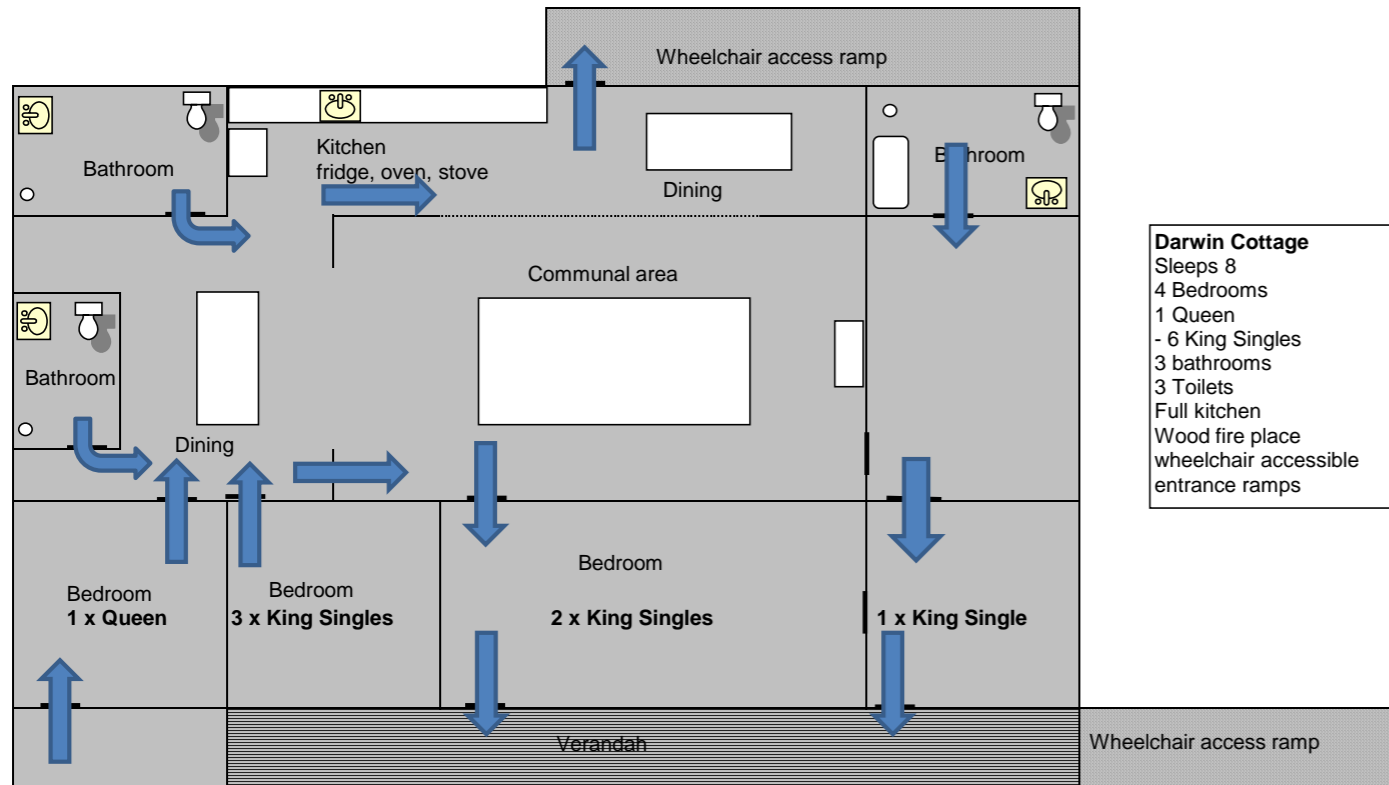 Wheelchair access ramp
Kitchen
fridge, oven, stove
Bathroom
Dining
Bathroom
Communal area
Bathroom
Dining
Bedroom
1 x Queen
Bedroom
3 x King Singles
Bedroom
2 x King Singles
1 x King Single
Verandah
Wheelchair access ramp
Darwin Cottage
Sleeps 8
4 Bedrooms
1 Queen
- 6 King Singles
3 bathrooms
3 Toilets
Full kitchen
Wood fire place
wheelchair accessible
entrance ramps